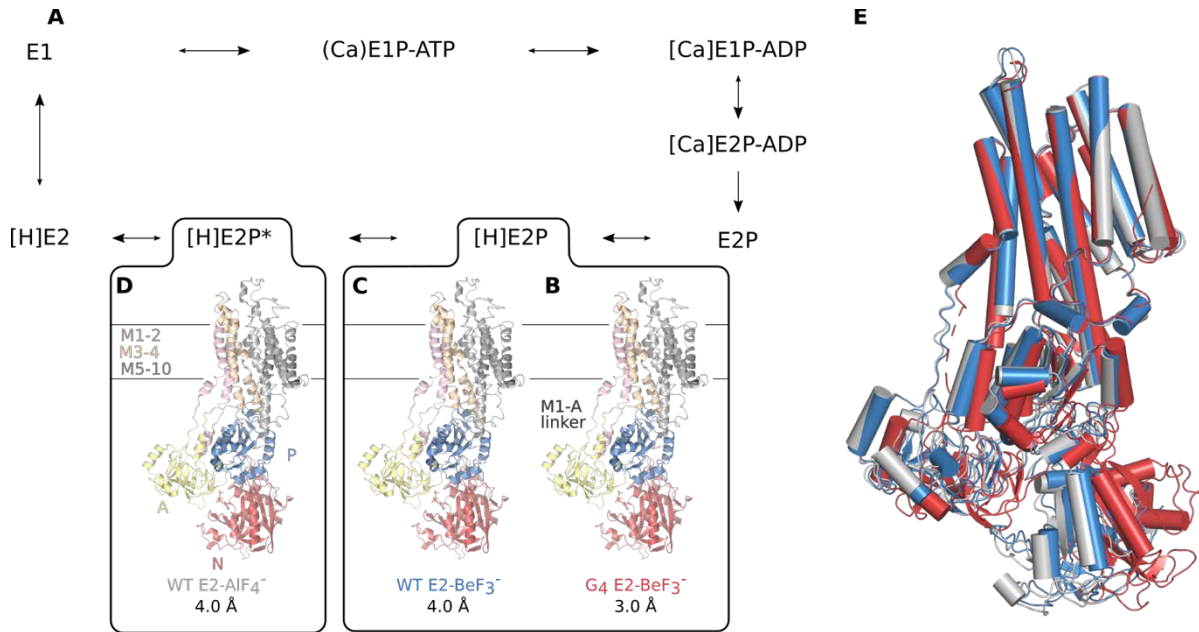 A
E
E1
(Ca)E1P-ATP
[Ca]E1P-ADP
[Ca]E2P-ADP
[H]E2
[H]E2P*
[H]E2P
E2P
D
C
B
M1-2
M3-4
M5-10
M1-A
linker
P
A
N
WT E2-AlF4-
4.0 Å
WT E2-BeF3-
4.0 Å
G4 E2-BeF3-
3.0 Å